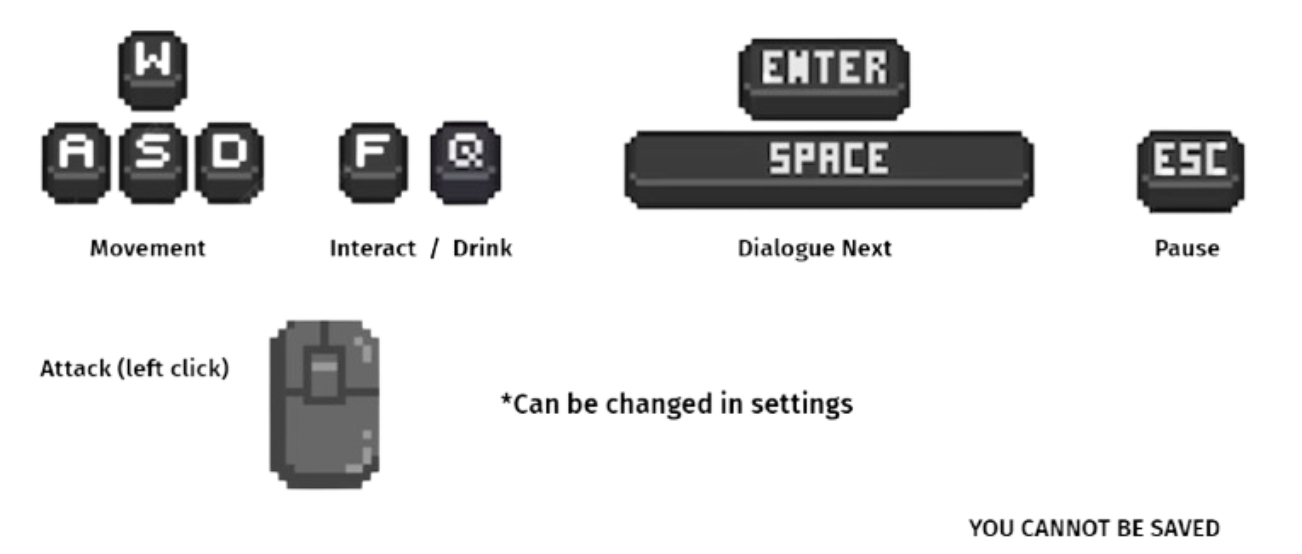 W
ENTER
A S D F Q
SPACE
ESC
Movement
Interact / Drink
Dialogue Next
Pause
Attack (left click)
*Can be changed in settings
YOU CANNOT BE SAVED